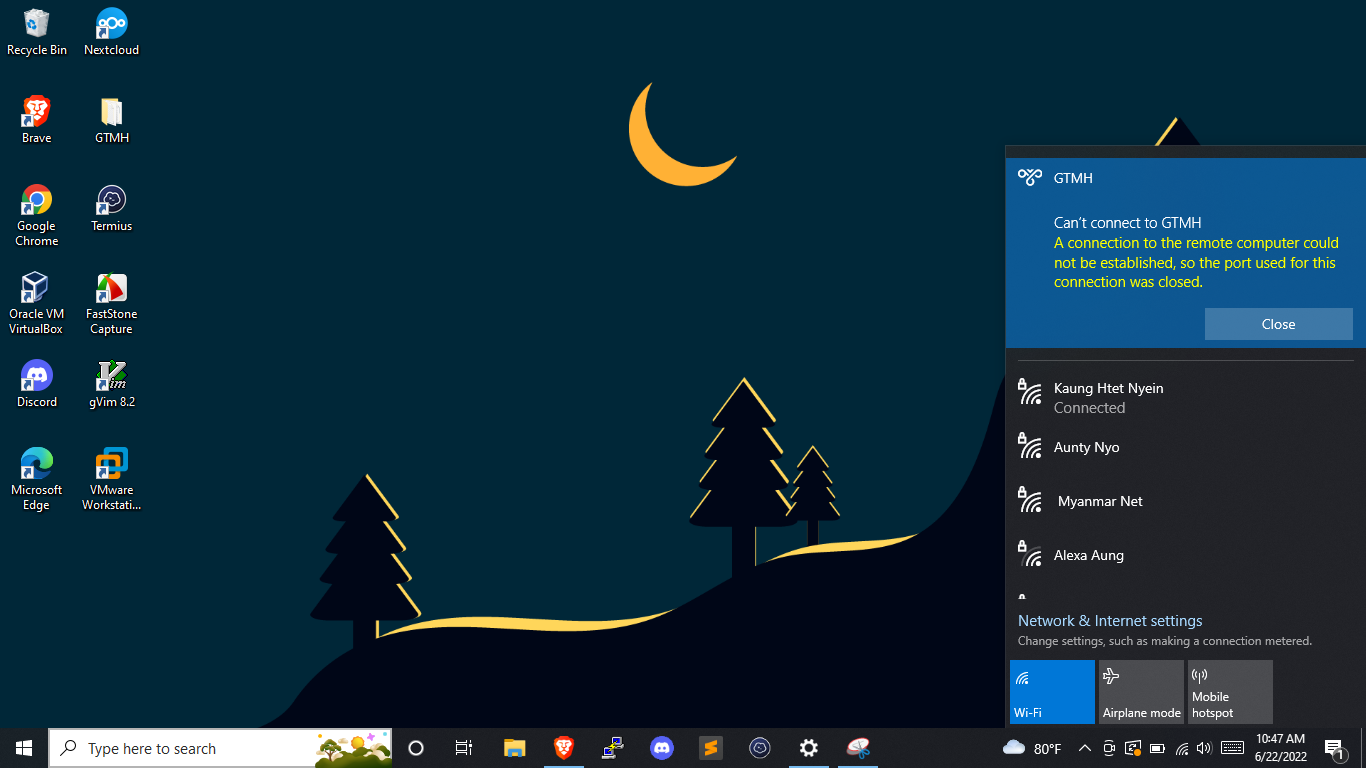 Recycle Bin
Nextcloud
Brave
GTMH
Google
Chrome
Termius
Oracle VM
VirtualBox
FastStone
Capture
Discord
gVim 8.2
Microsoft
Edge
VMware
Workstati...
GTMH
Can't connect to GTMH
A connection to the remote computer could
not be established, so the port used for this
connection was closed.
Close
Kaung Htet Nyein
Connected
Aunty Nyo
Myanmar Net
Alexa Aung
Network & Internet settings
Change settings, such as making a connection metered.
Wi-Fi
Airplane mode
Mobile
hotspot
Type here to search
80°F
10:47 AM
6/22/2022
1